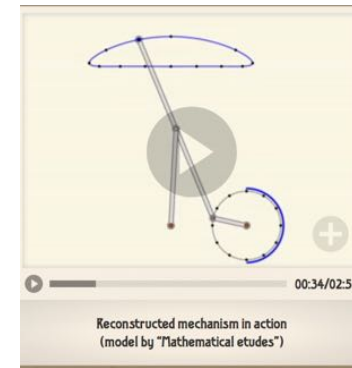 00:34/02:5
Reconstructed mechanism in action
(model by "Mathematical etudes")